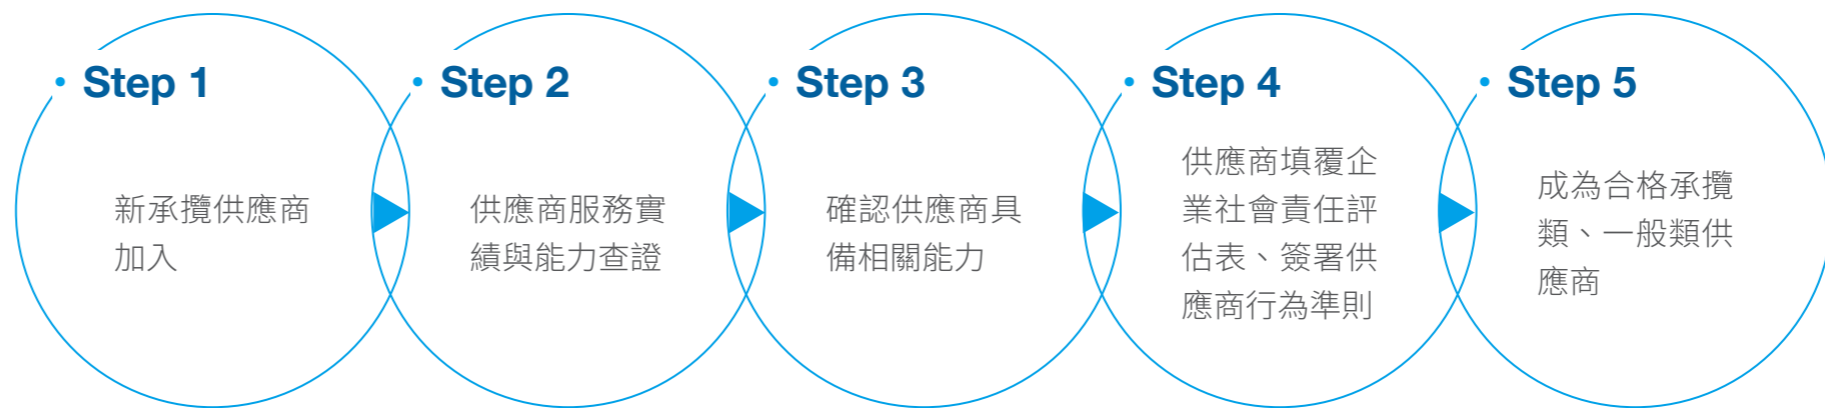 • Step 1
新承攬供應商
加入
• Step 2
供應商服務實
績與能力查證
• Step 3
確認供應商具
備相關能力
• Step 4
供應商填覆企
業社會責任評
估表、簽署供
應商行為準則
• Step 5
成為合格承攬
類、一般類供
應商